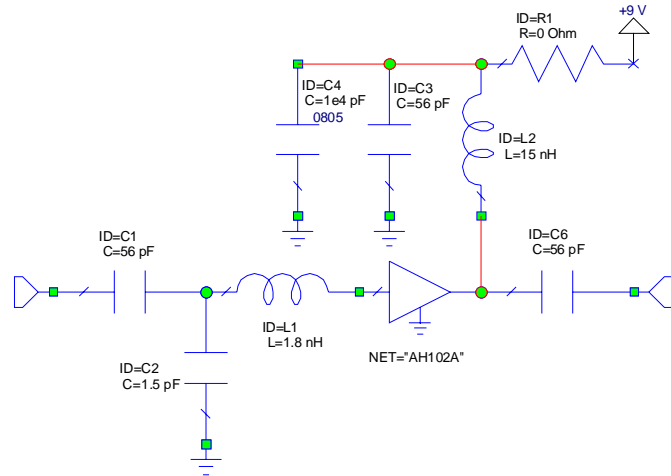 ID=R1
R=0 Ohm
+9 V
ID=C4
C=1e4 pF
0805
ID=C3
C=56 pF
ID=L2
L=15 nH
ID=C1
C=56 pF
ID=C6
C=56 pF
ID=L1
L=1.8 nH
ID=C2
C=1.5 pF
NET="AH102A"